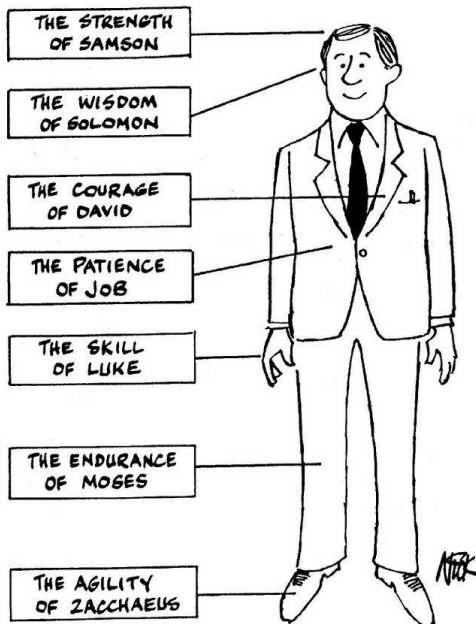 THE STRENGTH
OF SAMSON
THE WISDOM
OF SOLOMON
THE COURAGE
OF DAVID
THE PATIENCE
OF JOB
THE SKILL
OF LUKE
THE ENDURANCE
OF MOSES
THE AGILITY
OF ZACCHAEUS